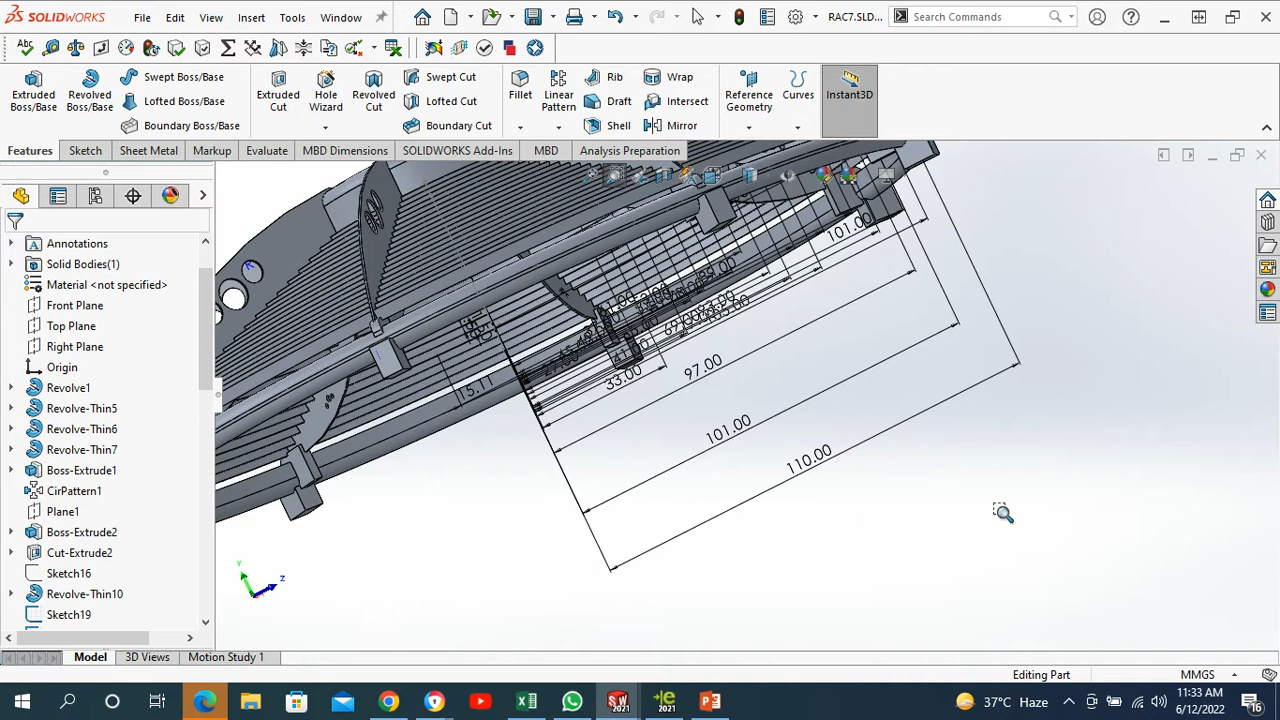 SOLIDWORKS File Edit View Insert Tools Window RAC7.SLD... Search Commands
Extruded Boss/Base Revolved Boss/Base Swept Boss/Base Lofted Boss/Base Boundary Boss/Base Extruded Cut Hole Wizard Revolved Cut Swept Cut Lofted Cut Boundary Cut Fillet Linear Pattern Rib Draft Shell Wrap Intersect Mirror Reference Geometry Curves Instant3D
Features Sketch Sheet Metal Markup Evaluate MBD Dimensions SOLIDWORKS Add-Ins MBD Analysis Preparation
Annotations
Solid Bodies(1)
Material <not specified>
Front Plane
Top Plane
Right Plane
Origin
Revolve1
Revolve-Thin5
Revolve-Thin6
Revolve-Thin7
Boss-Extrude1
CirPattern1
Plane1
Boss-Extrude2
Cut-Extrude2
Sketch16
Revolve-Thin10
Sketch19
101.00
15.11
33.00
97.00
101.00
110.00
Y
Z
Model 3D Views Motion Study 1
Editing Part MMGS
SW 2021 37°C Haze 11:33 AM
6/12/2022 16